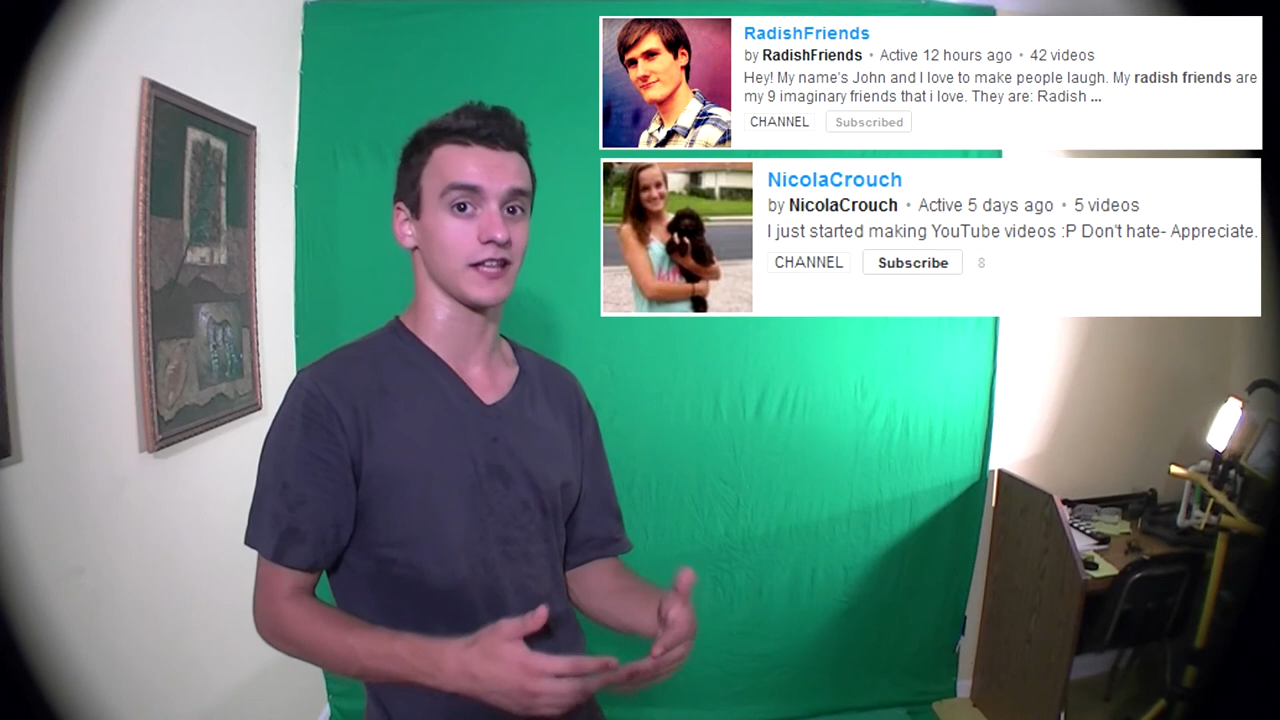 RadishFriends
by RadishFriends • Active 12 hours ago • 42 videos
Hey! My name's John and I love to make people laugh. My radish friends are
my 9 imaginary friends that i love. They are: Radish ...
CHANNEL Subscribed
NicolaCrouch
by NicolaCrouch • Active 5 days ago • 5 videos
I just started making YouTube videos :P Don't hate- Appreciate.
CHANNEL Subscribe 8